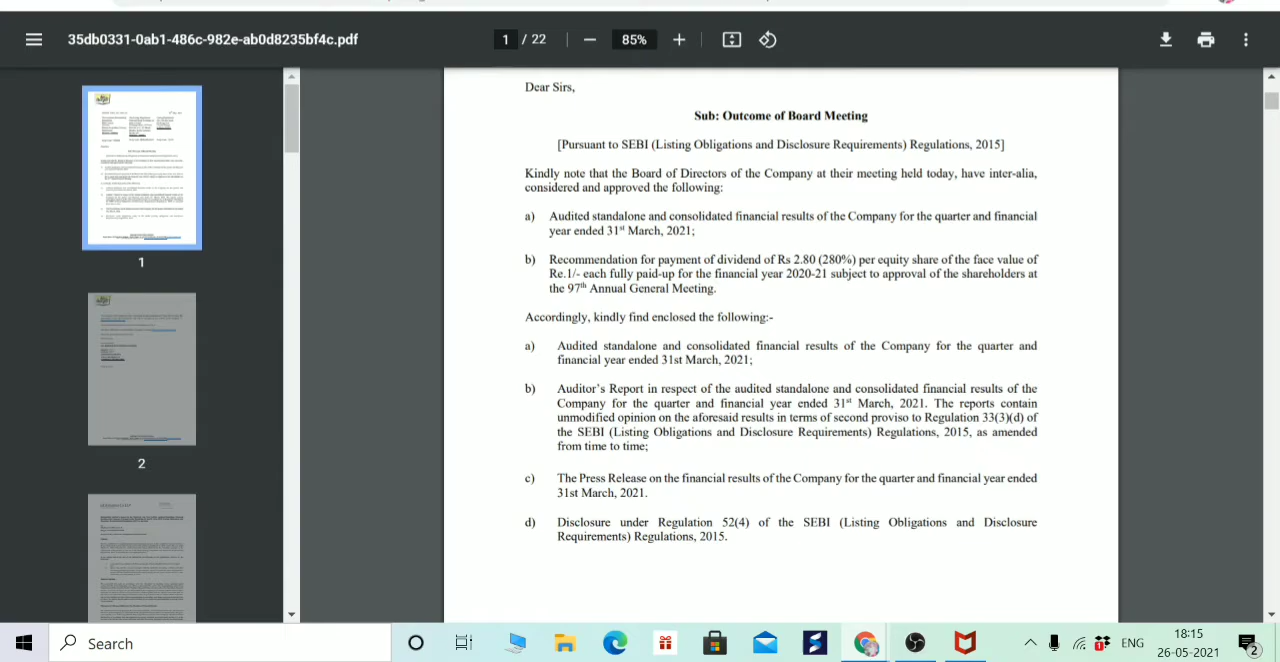 35db0331-0ab1-486c-982e-ab0d8235bf4c.pdf
1 / 22
85%
Dear Sirs,
Sub: Outcome of Board Meeting
[Pursuant to SEBI (Listing Obligations and Disclosure Requirements) Regulations, 2015]
Kindly note that the Board of Directors of the Company at their meeting held today, have inter-alia,
considered and approved the following:
a) Audited standalone and consolidated financial results of the Company for the quarter and financial
year ended 31st March, 2021;
b) Recommendation for payment of dividend of Rs 2.80 (280%) per equity share of the face value of
Re.1/- each fully paid-up for the financial year 2020-21 subject to approval of the shareholders at
the 97th Annual General Meeting.
Accordingly, kindly find enclosed the following:-
a) Audited standalone and consolidated financial results of the Company for the quarter and
financial year ended 31st March, 2021;
b) Auditor's Report in respect of the audited standalone and consolidated financial results of the
Company for the quarter and financial year ended 31st March, 2021. The reports contain
unmodified opinion on the aforesaid results in terms of second proviso to Regulation 33(3)(d) of
the SEBI (Listing Obligations and Disclosure Requirements) Regulations, 2015, as amended
from time to time;
c) The Press Release on the financial results of the Company for the quarter and financial year ended
31st March, 2021.
d) Disclosure under Regulation 52(4) of the SEBI (Listing Obligations and Disclosure
Requirements) Regulations, 2015.
1
2
Search
ENG
18:15
26-05-2021
2